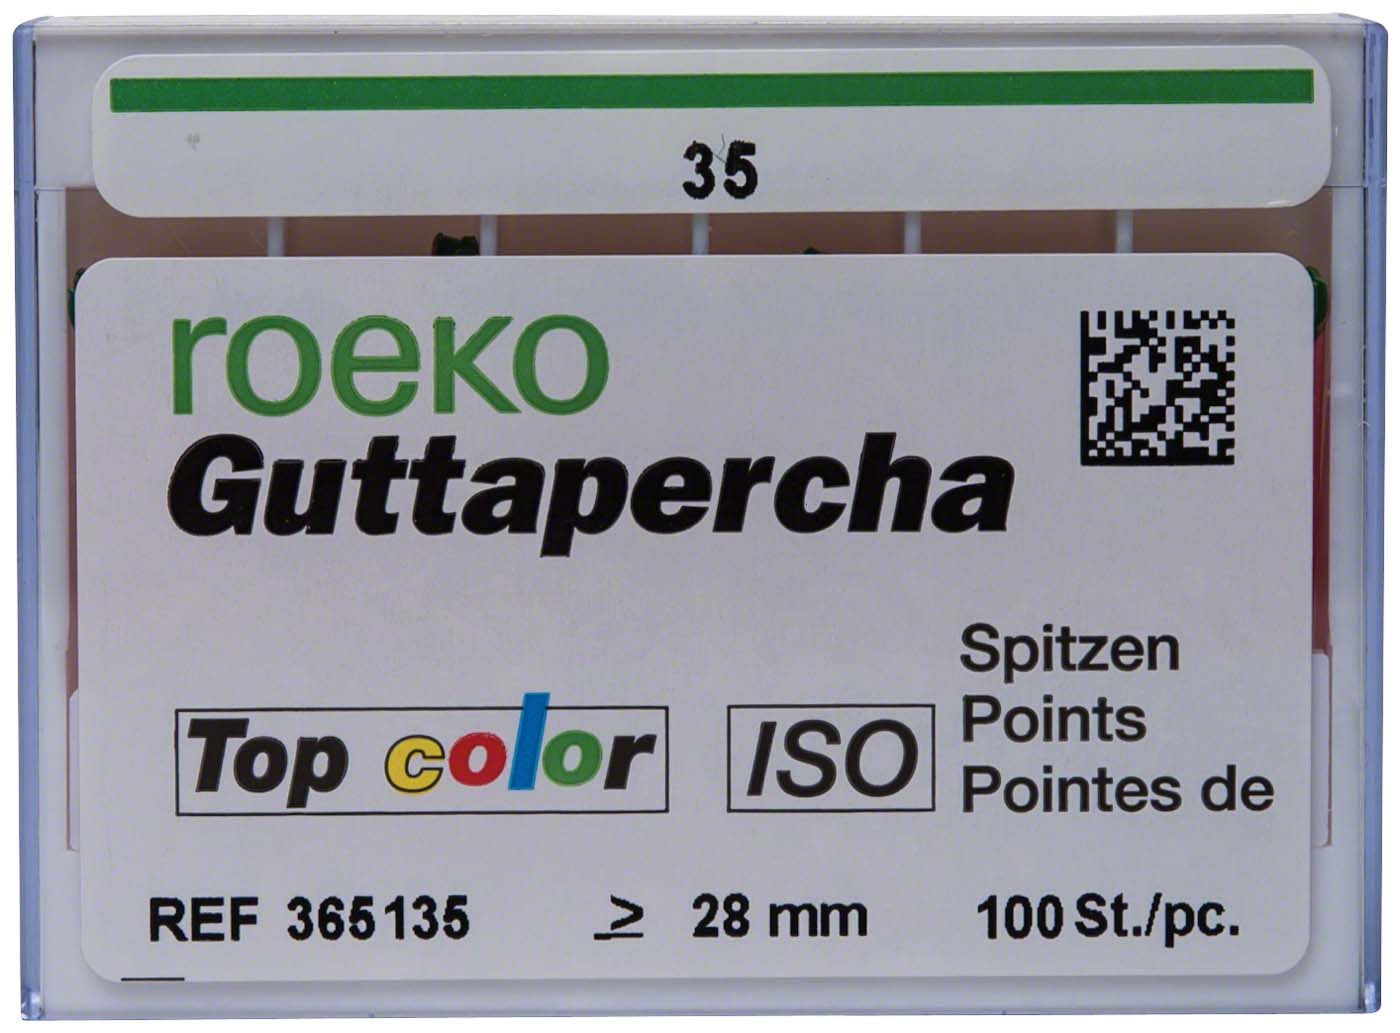 35
roeko
Guttapercha
Top color
ISO
Spitzen
Points
Pointes de
REF 365135 ≥ 28 mm 100 St./pc.